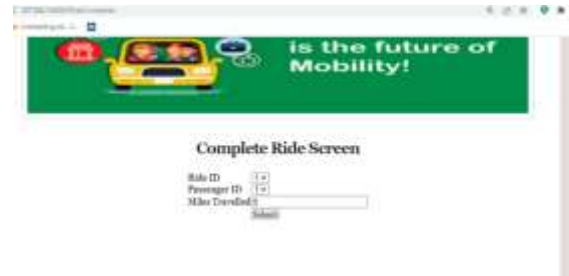 is the future of
Mobility!
Complete Ride Screen
Ride ID
Passenger ID
Miles Travelled
Submit